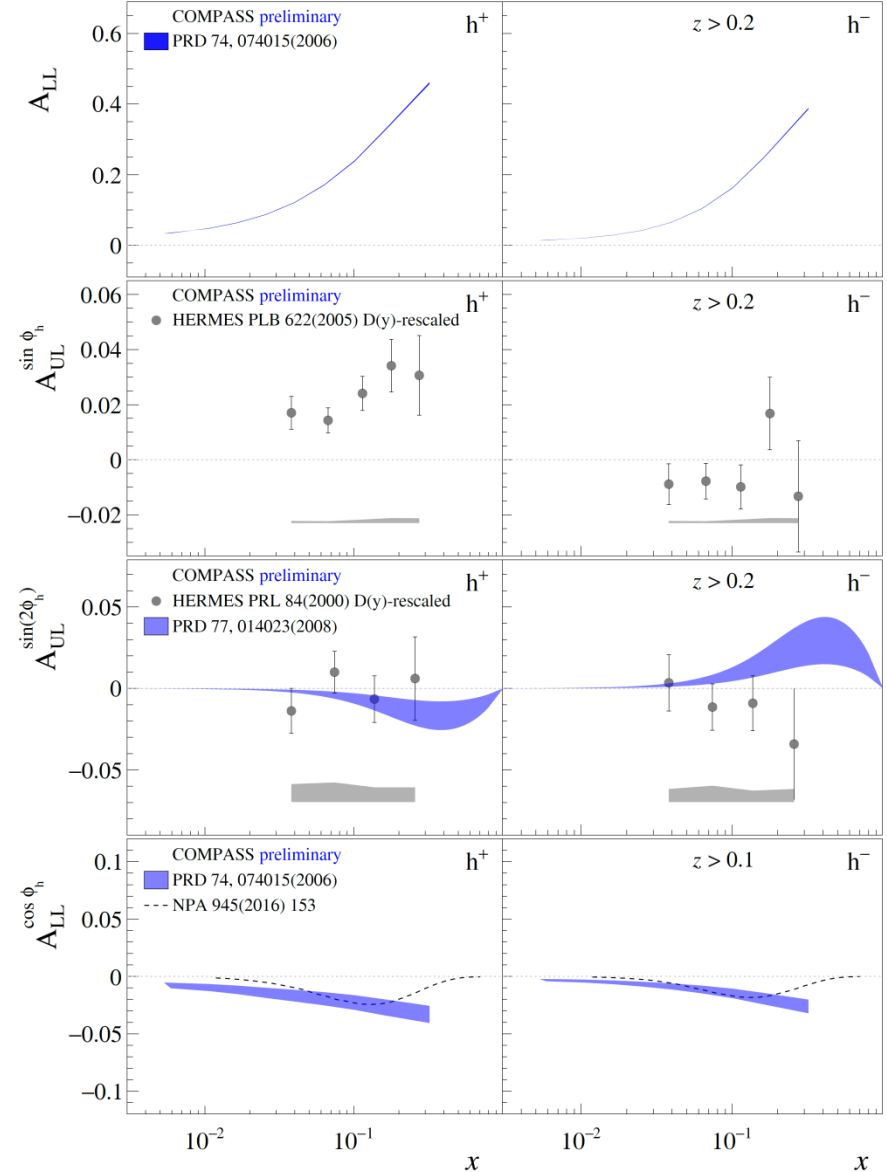 COMPASS preliminary h⁺
PRD 74, 074015(2006)
z > 0.2 h⁻
A_LL
0.6
0.4
0.2
0
COMPASS preliminary h⁺
HERMES PLB 622(2005) D(y)-rescaled
z > 0.2 h⁻
A_UL^{sin ϕ_h}
0.06
0.04
0.02
0
−0.02
COMPASS preliminary h⁺
HERMES PRL 84(2000) D(y)-rescaled
PRD 77, 014023(2008)
z > 0.2 h⁻
A_UL^{sin(2ϕ_h)}
0.05
0
−0.05
COMPASS preliminary h⁺
PRD 74, 074015(2006)
NPA 945(2016) 153
z > 0.1 h⁻
A_LL^{cos ϕ_h}
0.1
0.05
0
−0.05
−0.1
10⁻² 10⁻¹ 10⁻² 10⁻¹
x x